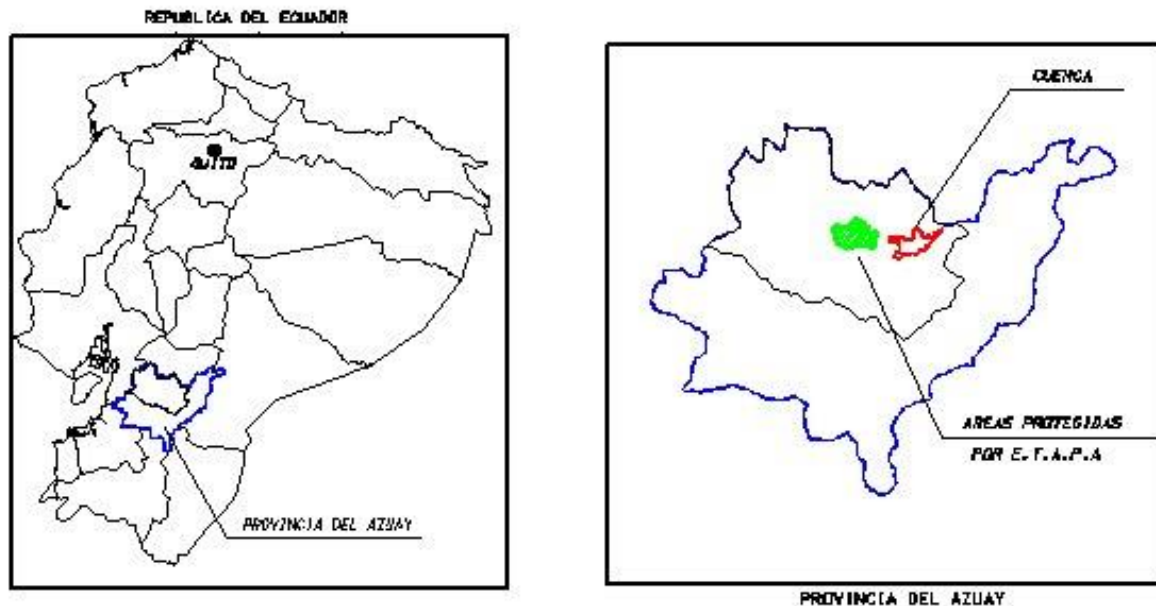 REPUBLICA DEL ECUADOR
QUITO
PROVINCIA DEL AZUAY
CUENCA
AREAS PROTEGIDAS
POR E.T.A.P.A
PROVINCIA DEL AZUAY